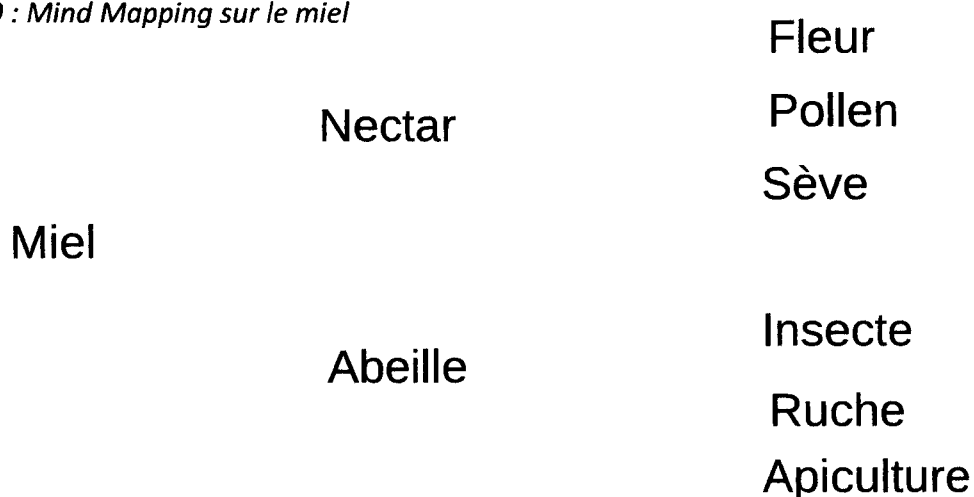 : Mind Mapping sur le miel
Fleur
Nectar
Pollen
Sève
Miel
Insecte
Abeille
Ruche
Apiculture